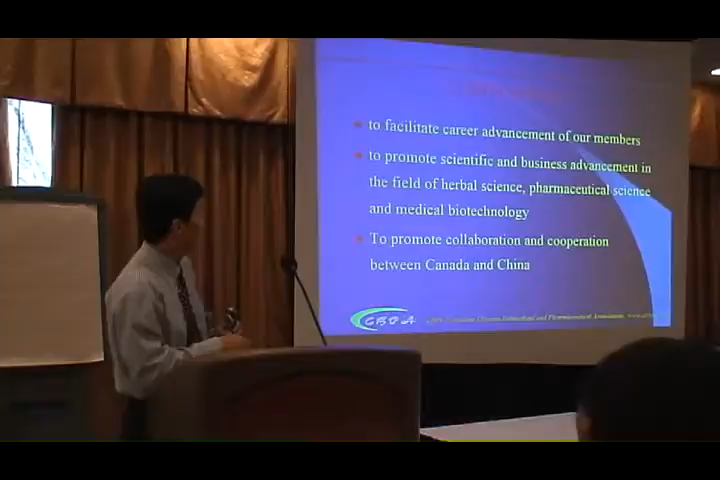 to facilitate career advancement of our members
to promote scientific and business advancement in
the field of herbal science, pharmaceutical science
and medical biotechnology
To promote collaboration and cooperation
between Canada and China